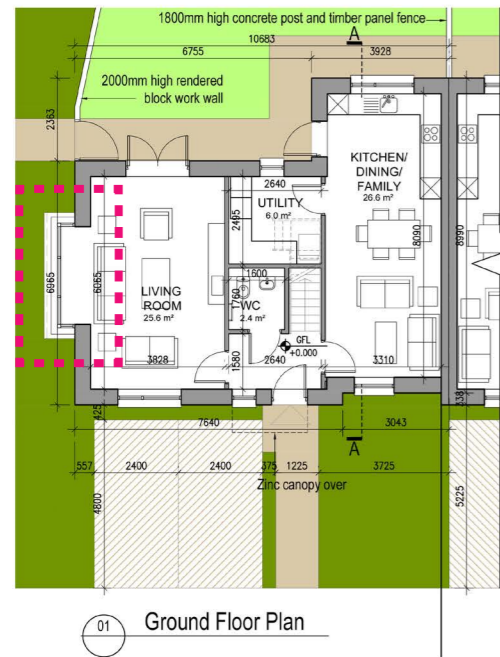 1800mm high concrete post and timber panel fence
10683
A
6755
3928
2000mm high rendered
block work wall
2363
KITCHEN/
DINING/
FAMILY
26.6 m²
2640
UTILITY
6.0 m²
2495
8090
8990
6965
6065
LIVING
ROOM
25.6 m²
1600
1760
WC
2.4 m²
GFL
+0.000
1580
3828
2640
3310
425
338
7640
3043
A
557
2400
2400
375
1225
3725
Zinc canopy over
4800
5225
01
Ground Floor Plan